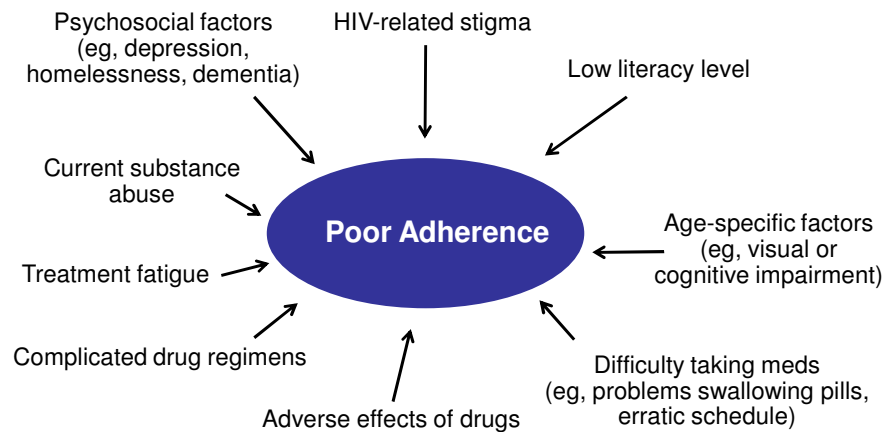 Psychosocial factors
(eg, depression,
homelessness, dementia)
HIV-related stigma
Low literacy level
Current substance
abuse
Poor Adherence
Age-specific factors
(eg, visual or
cognitive impairment)
Treatment fatigue
Complicated drug regimens
Difficulty taking meds
(eg, problems swallowing pills,
erratic schedule)
Adverse effects of drugs